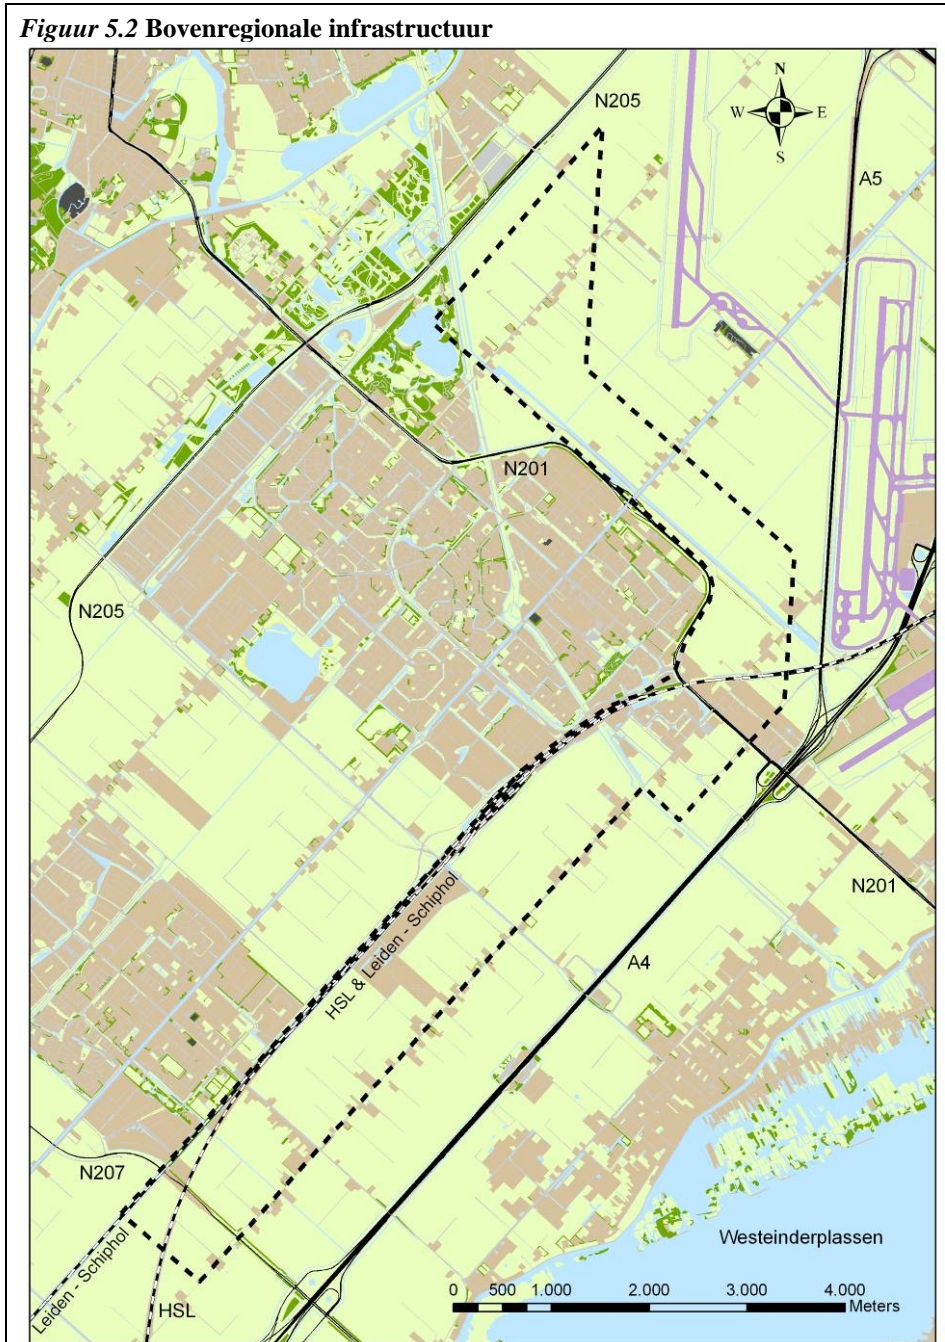 Figuur 5.2 Bovenregionale infrastructuur
N205
N
W E
S
A5
N201
N205
N201
HSL & Leiden - Schiphol
A4
N207
Leiden - Schiphol
HSL
Westeinderplassen
0 500 1.000 2.000 3.000 4.000
Meters